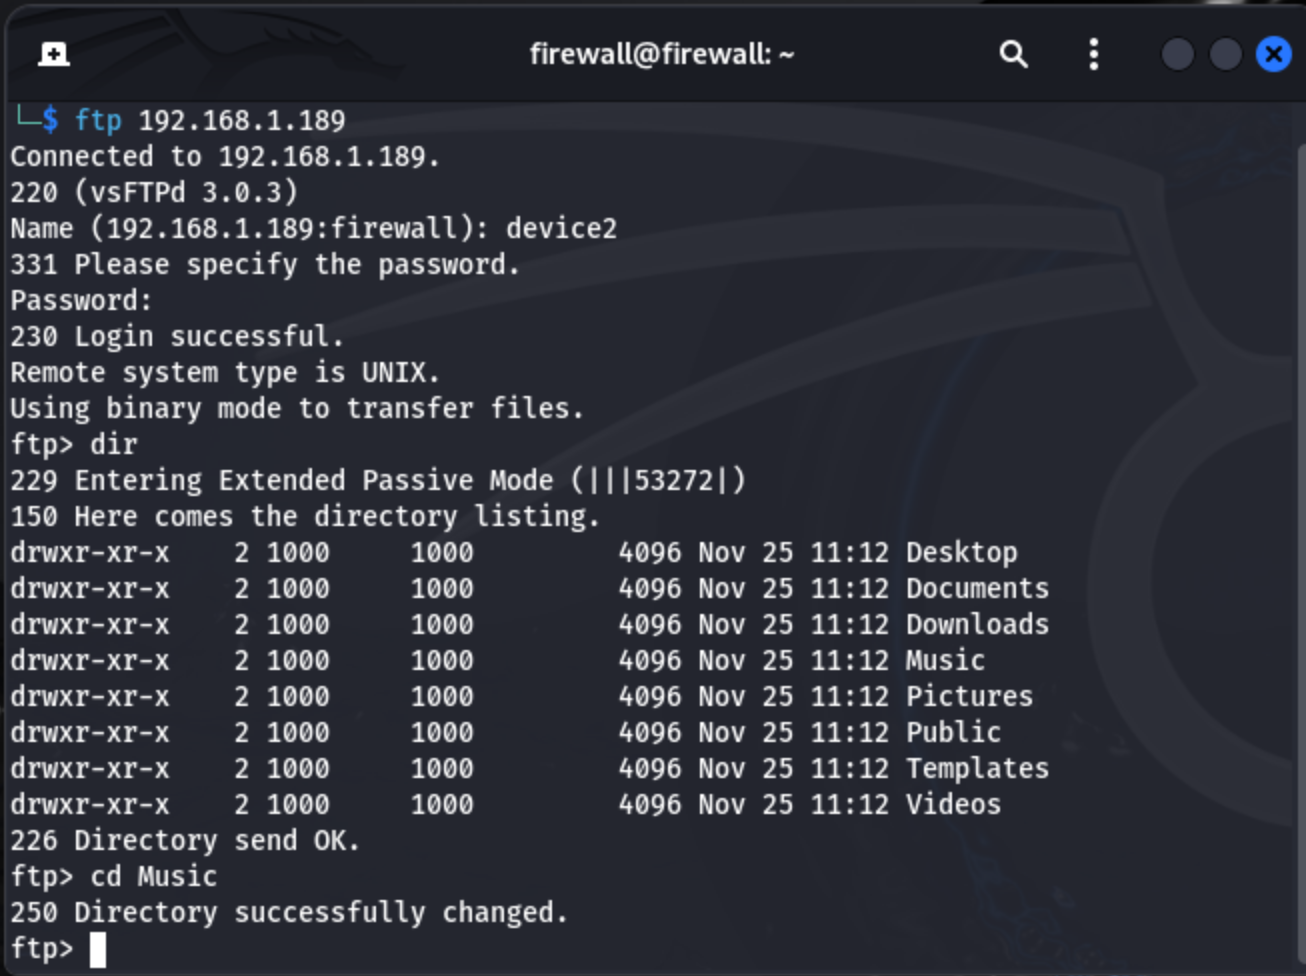 firewall@firewall: ~
└─$ ftp 192.168.1.189
Connected to 192.168.1.189.
220 (vsFTPd 3.0.3)
Name (192.168.1.189:firewall): device2
331 Please specify the password.
Password:
230 Login successful.
Remote system type is UNIX.
Using binary mode to transfer files.
ftp> dir
229 Entering Extended Passive Mode (|||53272|)
150 Here comes the directory listing.
drwxr-xr-x    2 1000     1000         4096 Nov 25 11:12 Desktop
drwxr-xr-x    2 1000     1000         4096 Nov 25 11:12 Documents
drwxr-xr-x    2 1000     1000         4096 Nov 25 11:12 Downloads
drwxr-xr-x    2 1000     1000         4096 Nov 25 11:12 Music
drwxr-xr-x    2 1000     1000         4096 Nov 25 11:12 Pictures
drwxr-xr-x    2 1000     1000         4096 Nov 25 11:12 Public
drwxr-xr-x    2 1000     1000         4096 Nov 25 11:12 Templates
drwxr-xr-x    2 1000     1000         4096 Nov 25 11:12 Videos
226 Directory send OK.
ftp> cd Music
250 Directory successfully changed.
ftp>